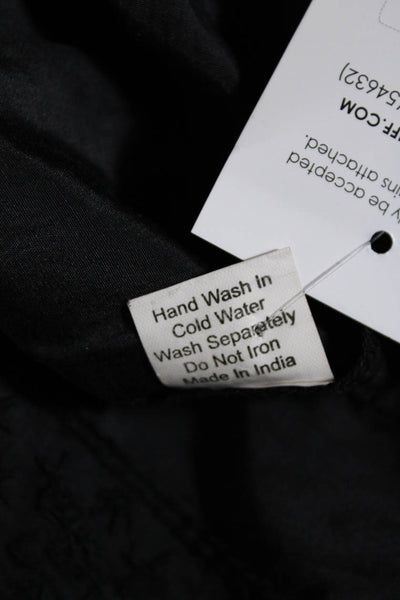 Hand Wash In
Cold Water
Wash Separately
Do Not Iron
Made In India
54632)
FF.COM
y be accepted
ins attached.